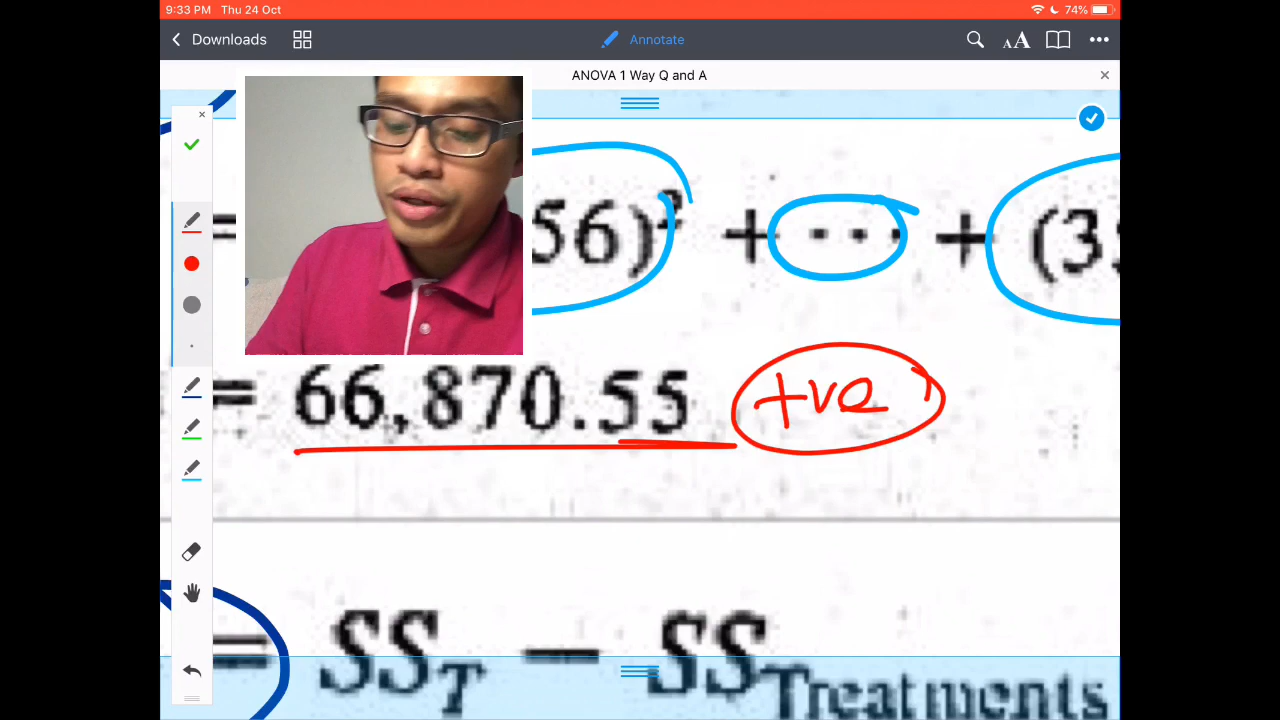 9:33 PM Thu 24 Oct 74%
Downloads Annotate AA
ANOVA 1 Way Q and A
= 56)² + ··· + (3
= 66,870.55 +ve
= SS_T − SS_Treatments